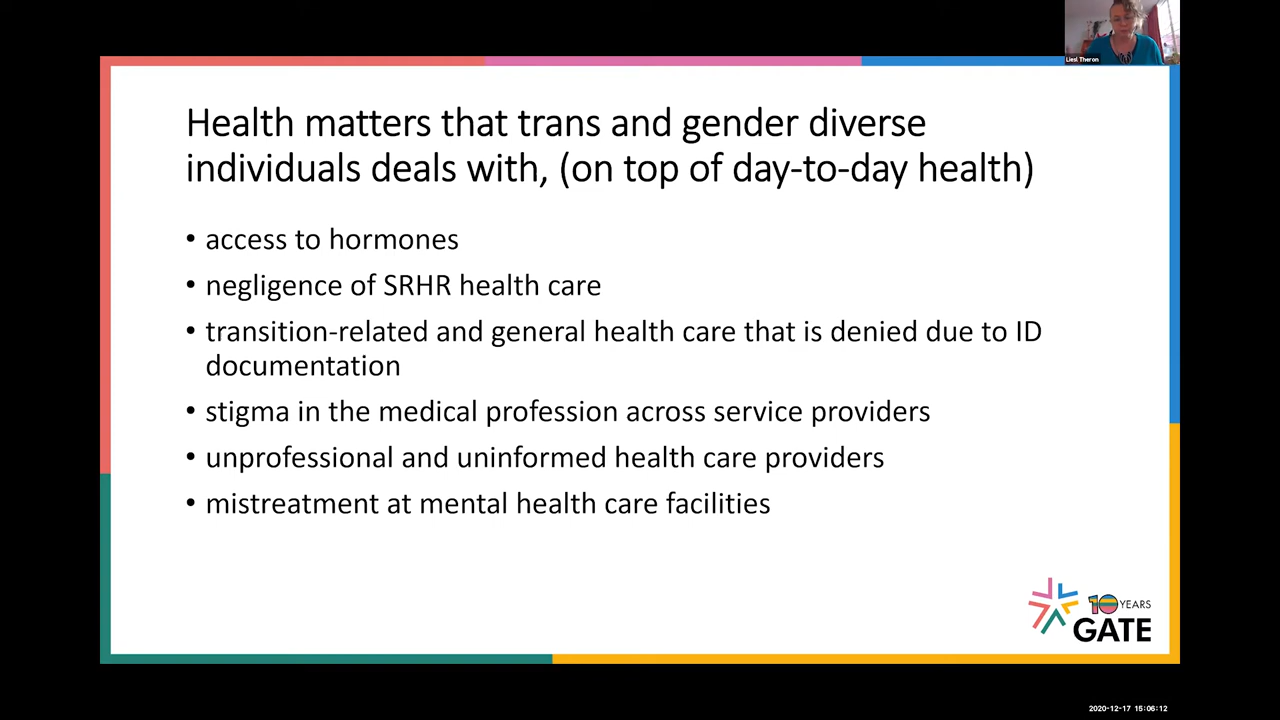 Liesl Theron
Health matters that trans and gender diverse
individuals deals with, (on top of day-to-day health)
• access to hormones
• negligence of SRHR health care
• transition-related and general health care that is denied due to ID
documentation
• stigma in the medical profession across service providers
• unprofessional and uninformed health care providers
• mistreatment at mental health care facilities
10 YEARS
GATE
2020-12-17 15:06:12